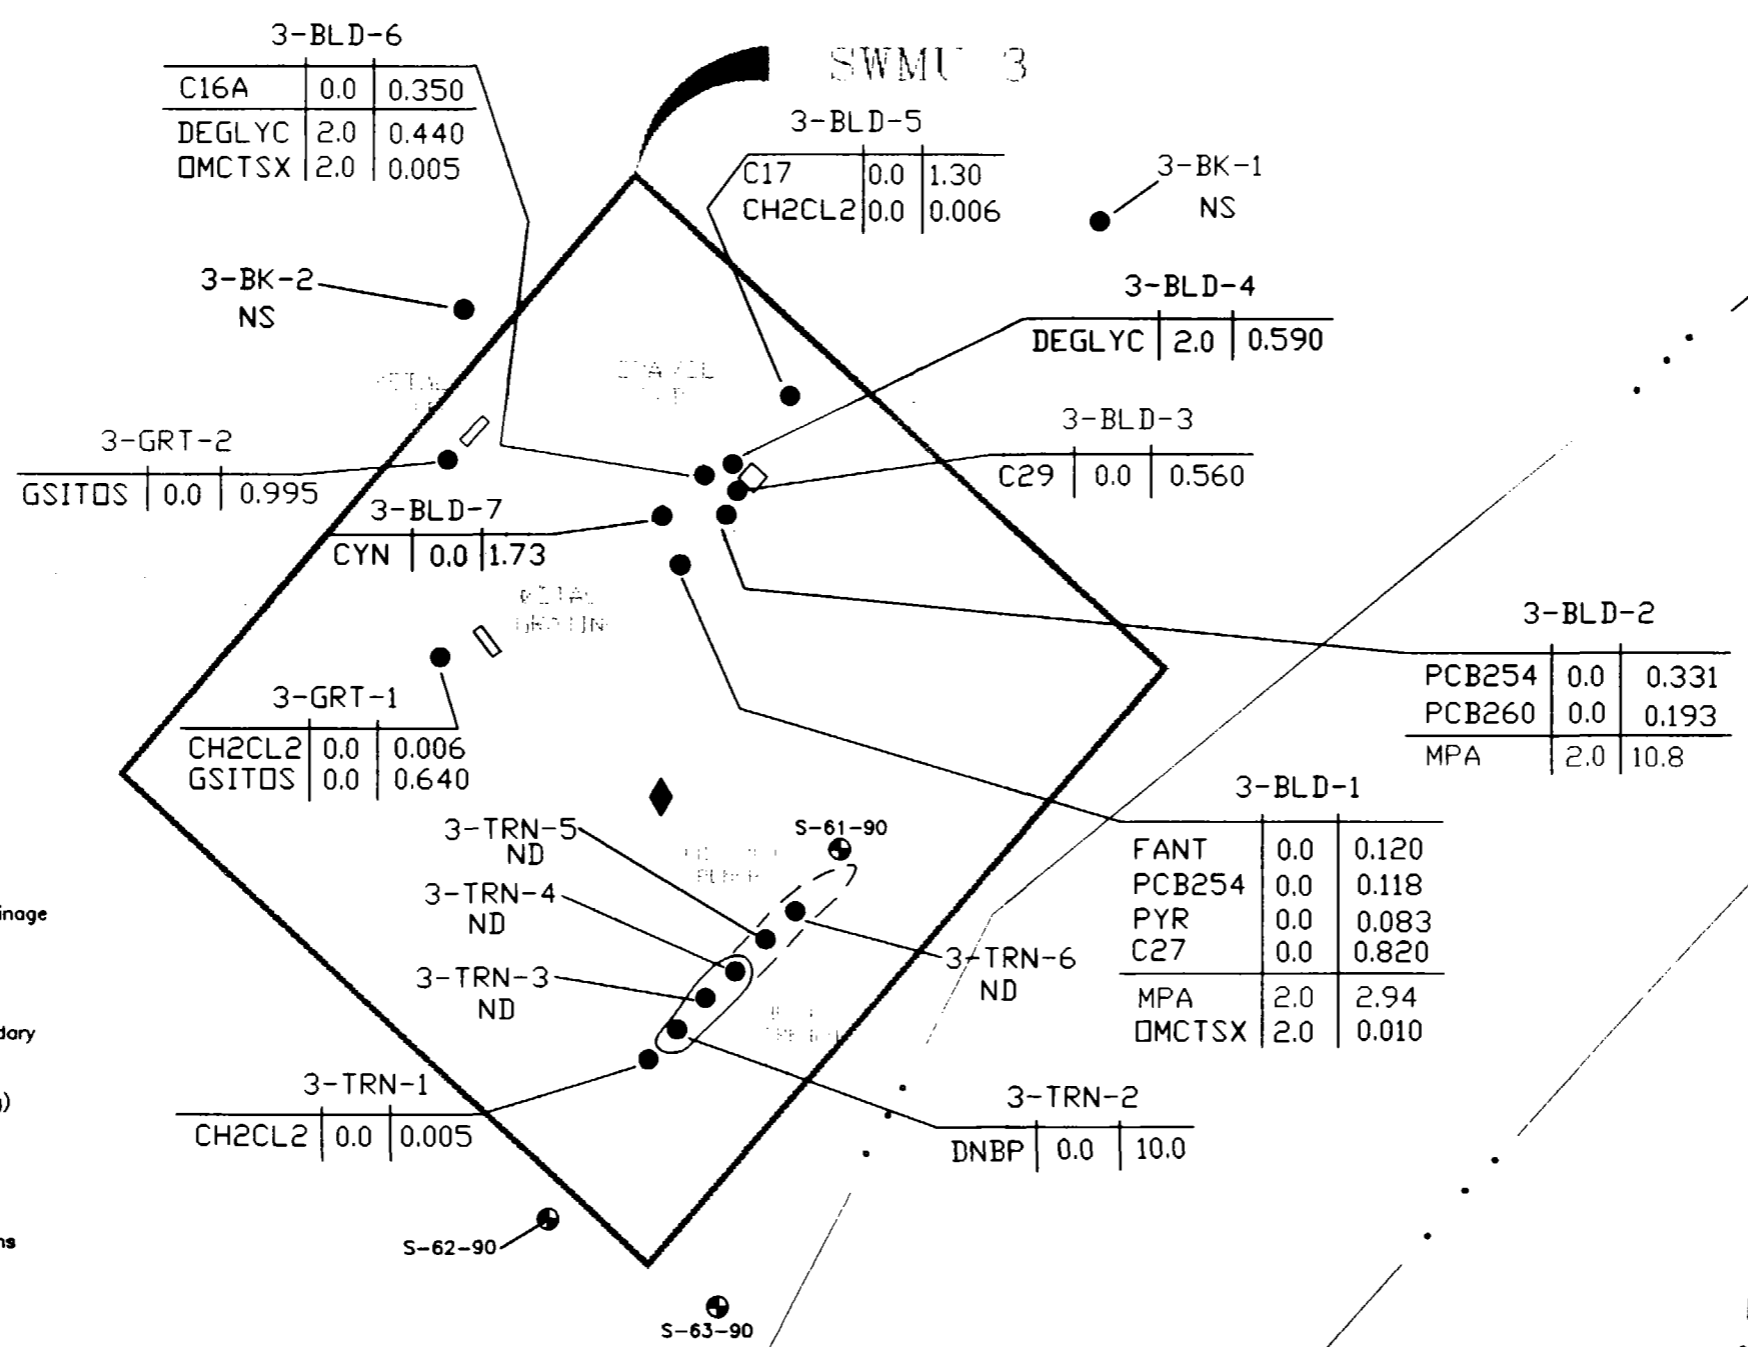 3-BLD-6
C16A 0.0 0.350
DEGLYC 2.0 0.440
OMCTSX 2.0 0.005
SWMU 3
3-BLD-5
C17 0.0 1.30
CH2CL2 0.0 0.006
3-BK-1
NS
3-BK-2
NS
3-BLD-4
DEGLYC 2.0 0.590
3-BLD-3
C29 0.0 0.560
3-GRT-2
GSITOS 0.0 0.995
3-BLD-7
CYN 0.0 1.73
3-BLD-2
PCB254 0.0 0.331
PCB260 0.0 0.193
MPA 2.0 10.8
3-GRT-1
CH2CL2 0.0 0.006
GSITOS 0.0 0.640
3-BLD-1
FANT 0.0 0.120
PCB254 0.0 0.118
PYR 0.0 0.083
C27 0.0 0.820
MPA 2.0 2.94
OMCTSX 2.0 0.010
3-TRN-5
ND
S-61-90
3-TRN-4
ND
inage
3-TRN-3
ND
3-TRN-6
ND
dary
3-TRN-1
CH2CL2 0.0 0.005
3-TRN-2
DNBP 0.0 10.0
S-62-90
S-63-90